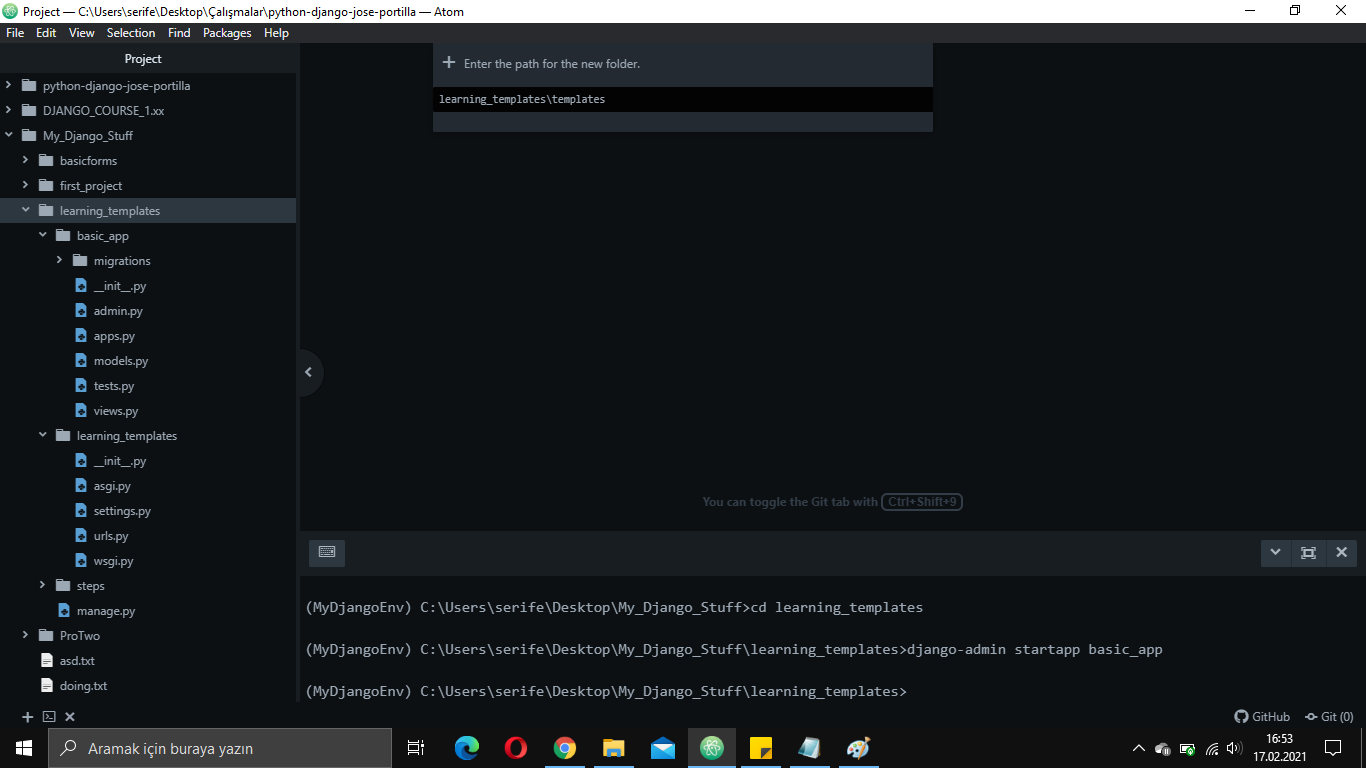 Project — C:\Users\serife\Desktop\Çalışmalar\python-django-jose-portilla — Atom
File Edit View Selection Find Packages Help
Project
python-django-jose-portilla
DJANGO_COURSE_1.xx
My_Django_Stuff
basicforms
first_project
learning_templates
basic_app
migrations
__init__.py
admin.py
apps.py
models.py
tests.py
views.py
learning_templates
__init__.py
asgi.py
settings.py
urls.py
wsgi.py
steps
manage.py
ProTwo
asd.txt
doing.txt
Enter the path for the new folder.
learning_templates\templates
You can toggle the Git tab with Ctrl+Shift+9
(MyDjangoEnv) C:\Users\serife\Desktop\My_Django_Stuff>cd learning_templates
(MyDjangoEnv) C:\Users\serife\Desktop\My_Django_Stuff\learning_templates>django-admin startapp basic_app
(MyDjangoEnv) C:\Users\serife\Desktop\My_Django_Stuff\learning_templates>
GitHub Git (0)
Aramak için buraya yazın
16:53
17.02.2021